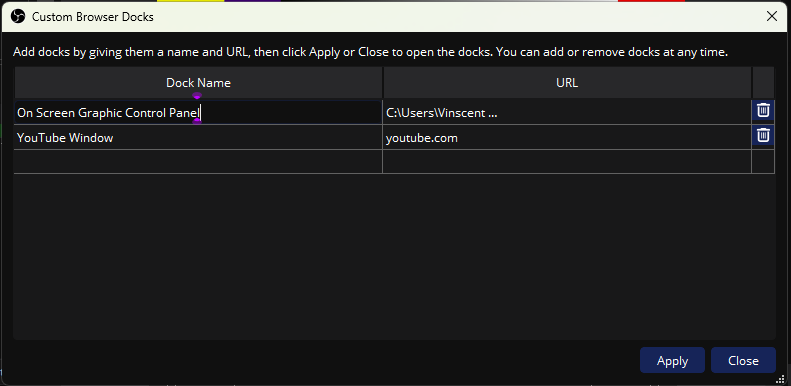 Custom Browser Docks
Add docks by giving them a name and URL, then click Apply or Close to open the docks. You can add or remove docks at any time.
Dock Name URL
On Screen Graphic Control Panel C:\Users\Vinscent ...
YouTube Window youtube.com
Apply Close